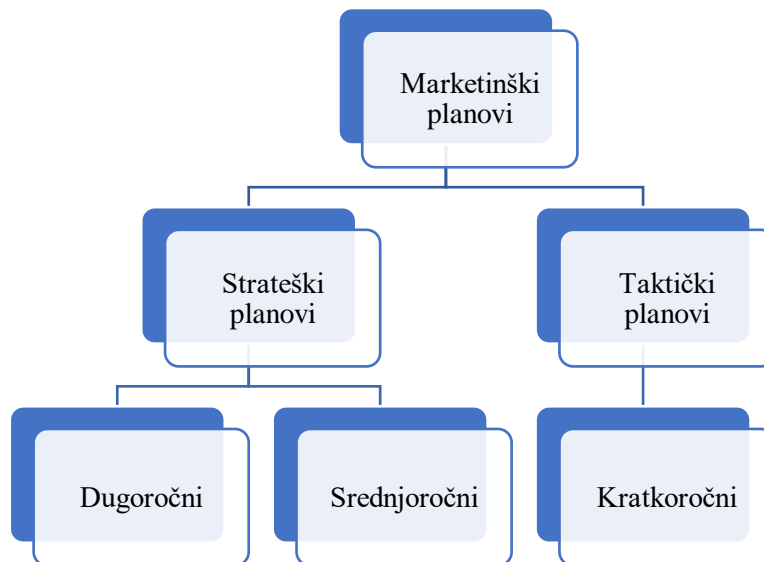 Marketinški
planovi
Strateški
planovi
Taktički
planovi
Dugoročni
Srednjoročni
Kratkoročni